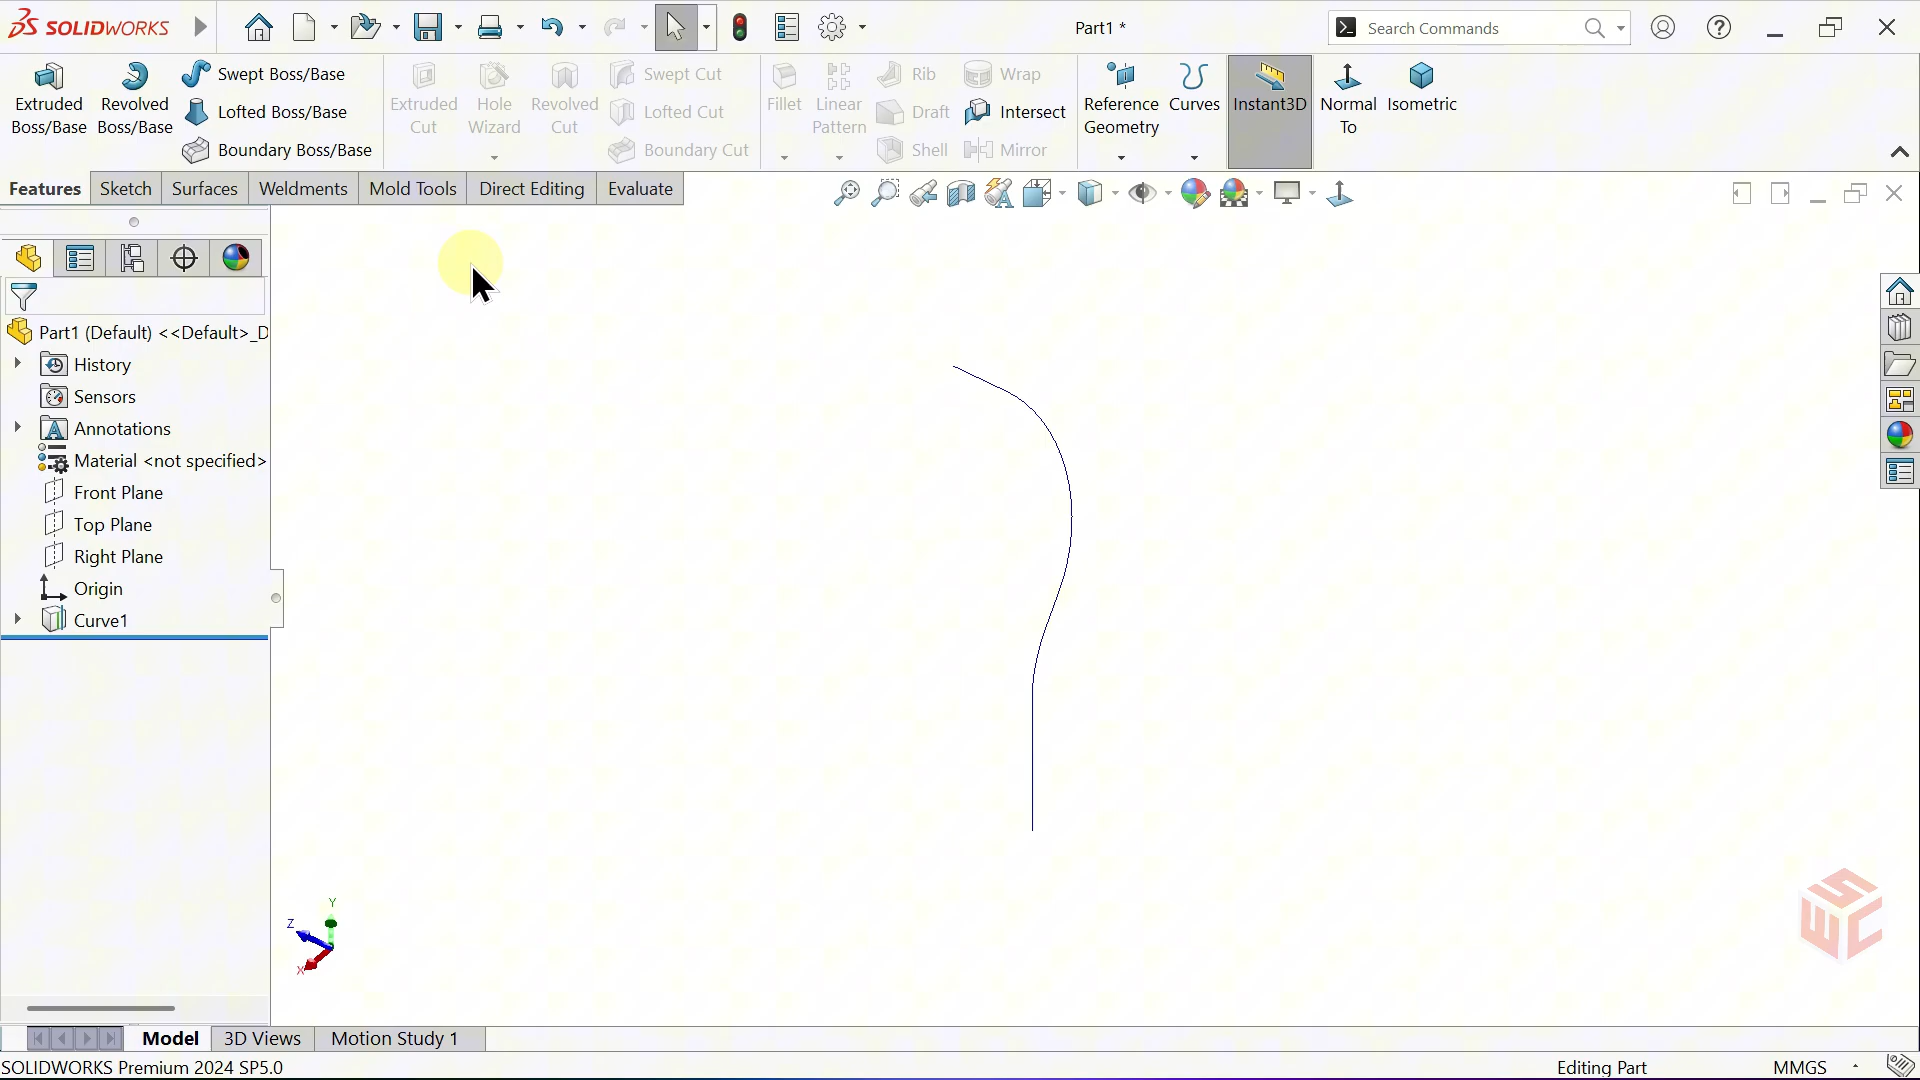 SOLIDWORKS
Part1 *
Search Commands
Extruded Boss/Base
Revolved Boss/Base
Swept Boss/Base
Lofted Boss/Base
Boundary Boss/Base
Extruded Cut
Hole Wizard
Revolved Cut
Swept Cut
Lofted Cut
Boundary Cut
Fillet
Linear Pattern
Rib
Draft
Shell
Wrap
Intersect
Mirror
Reference Geometry
Curves
Instant3D
Normal To
Isometric
Features
Sketch
Surfaces
Weldments
Mold Tools
Direct Editing
Evaluate
Part1 (Default) <<Default>_D
History
Sensors
Annotations
Material <not specified>
Front Plane
Top Plane
Right Plane
Origin
Curve1
Y
Z
X
SWC
Model
3D Views
Motion Study 1
SOLIDWORKS Premium 2024 SP5.0
Editing Part
MMGS